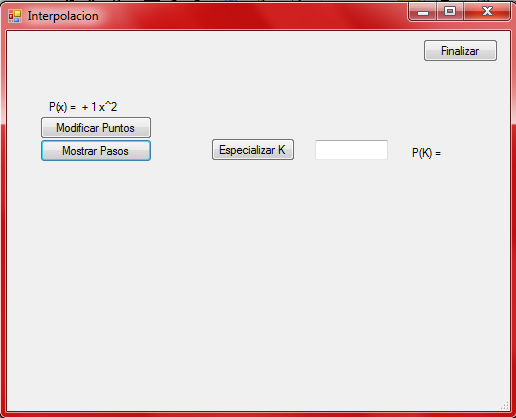 Interpolacion
Finalizar
P(x) = + 1 x^2
Modificar Puntos
Mostrar Pasos
Especializar K
P(K) =